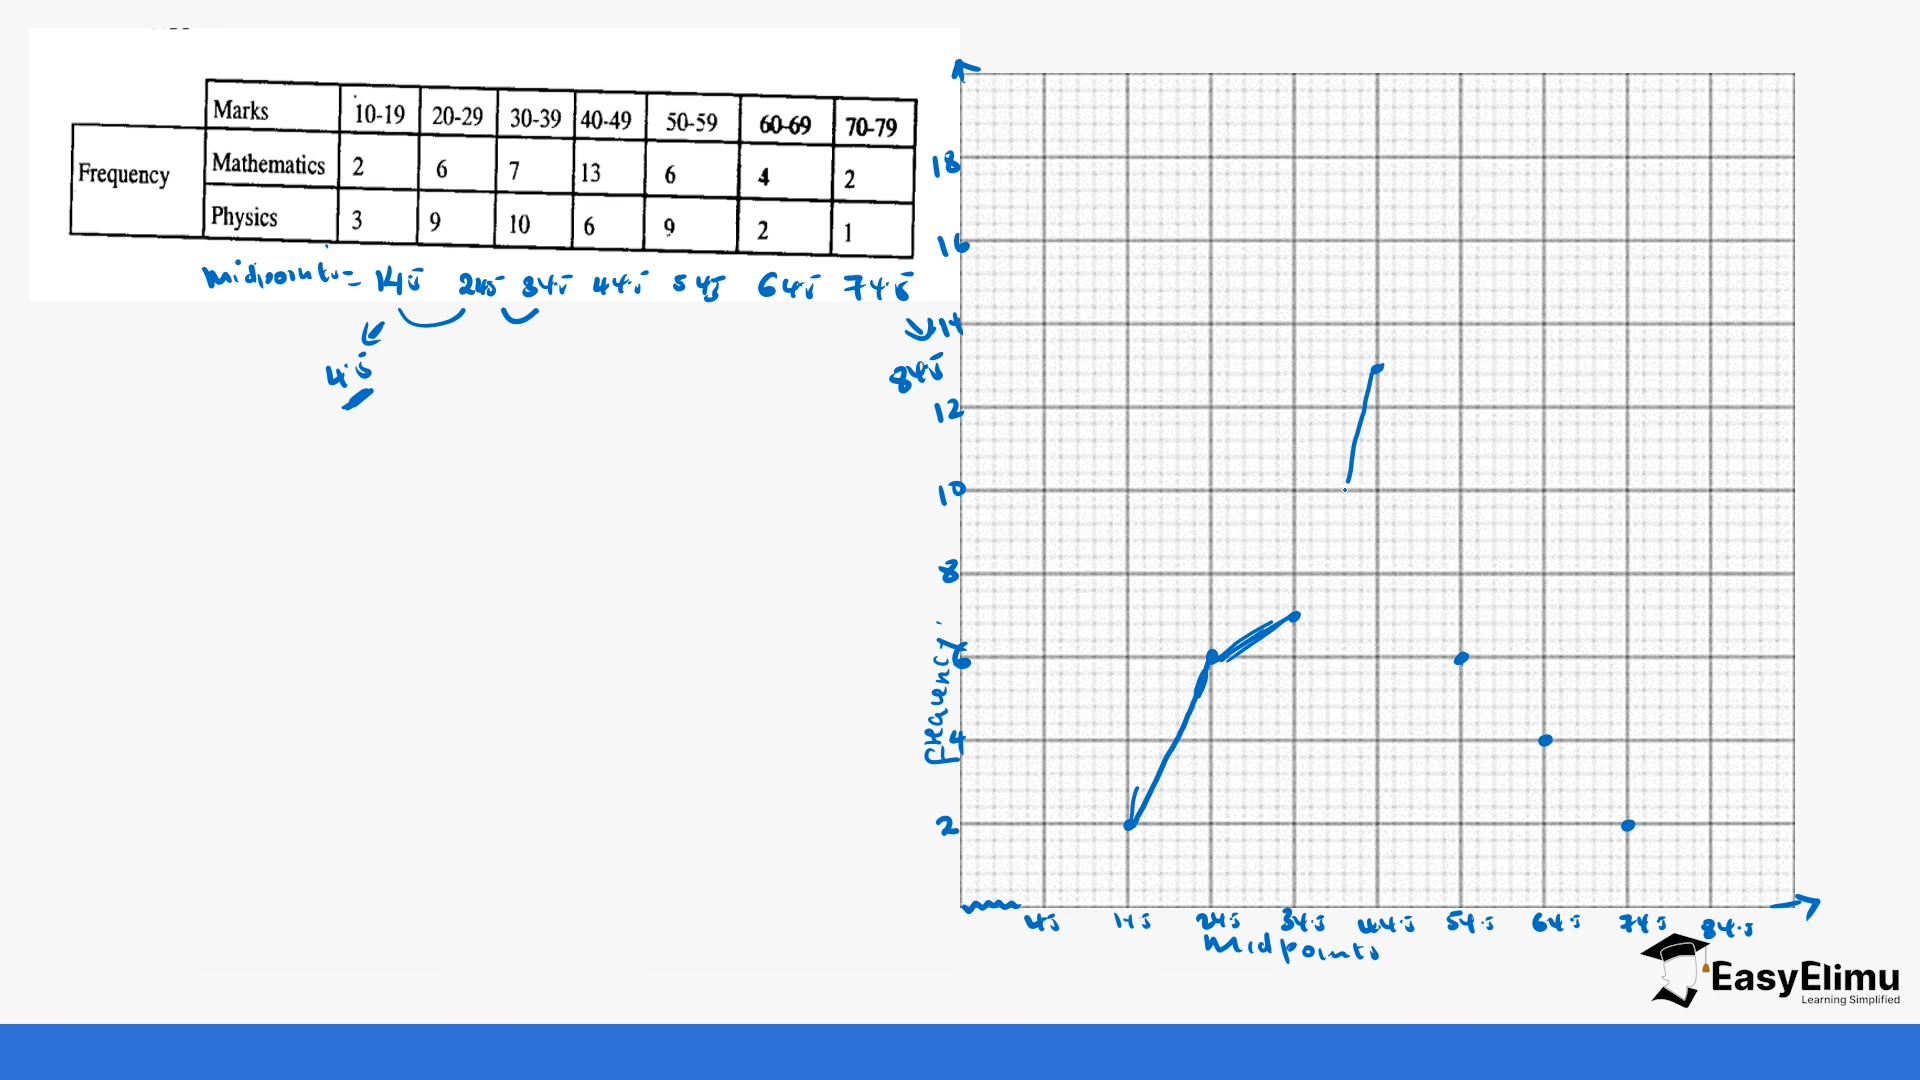 Marks 10-19 20-29 30-39 40-49 50-59 60-69 70-79
Frequency Mathematics 2 6 7 13 6 4 2
Physics 3 9 10 6 9 2 1
midpoints = 14.5 24.5 34.5 44.5 54.5 64.5 74.5
4.5 84.5
18
16
14
12
10
8
6
4
2
frequency
4.5 14.5 24.5 34.5 44.5 54.5 64.5 74.5 84.5
Midpoints
EasyElimu
Learning Simplified